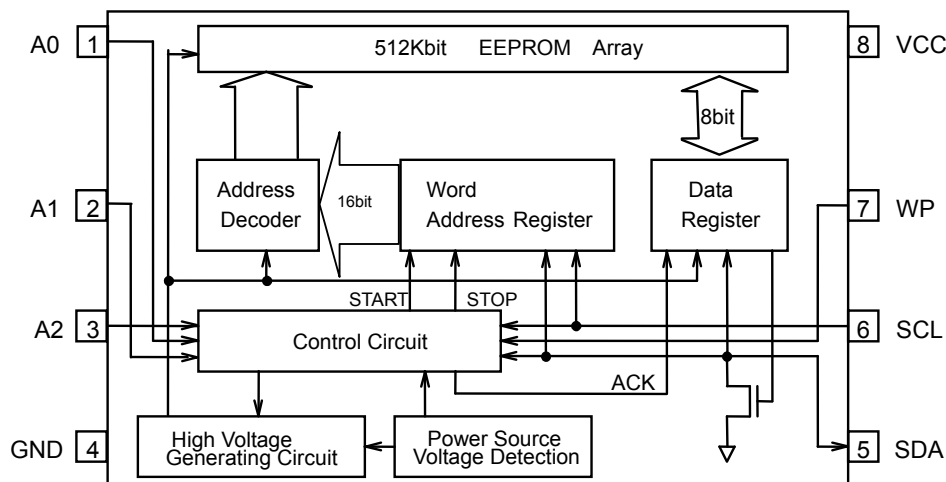 A0 1
512Kbit EEPROM Array
8 VCC
8bit
A1 2
Address
Decoder
16bit
Word
Address Register
Data
Register
7 WP
START
STOP
A2 3
Control Circuit
6 SCL
ACK
GND 4
High Voltage
Generating Circuit
Power Source
Voltage Detection
5 SDA